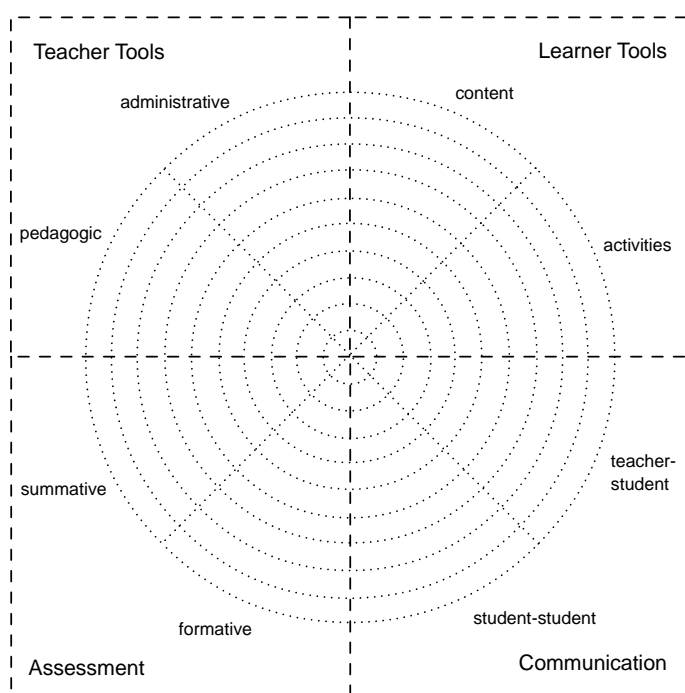 Teacher Tools
Learner Tools
administrative
content
pedagogic
activities
summative
teacher-
student
formative
student-student
Assessment
Communication